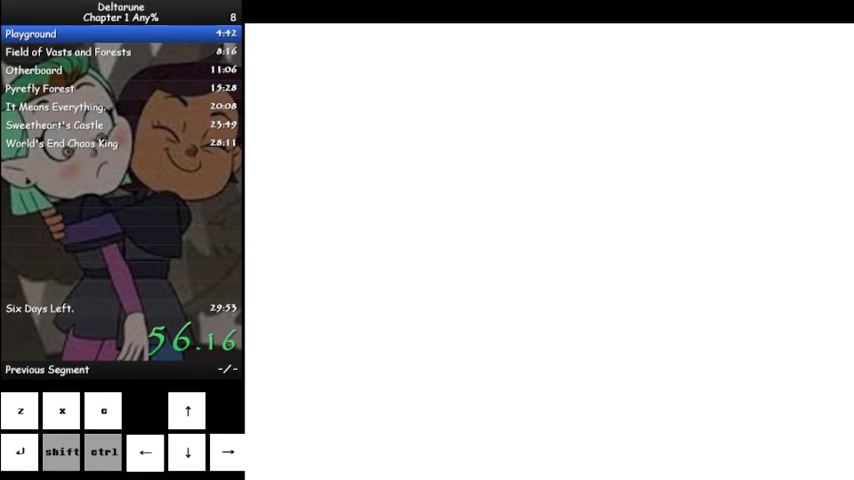 Deltarune
Chapter 1 Any% 8
Playground 4:42
Field of Vasts and Forests 8:16
Otherboard 11:06
Pyrefly Forest 15:28
It Means Everything. 20:08
Sweetheart's Castle 23:49
World's End Chaos King 28:11
Six Days Left. 29:53
56.16
Previous Segment -/-
z x c ↑
↵ shift ctrl ← ↓ →